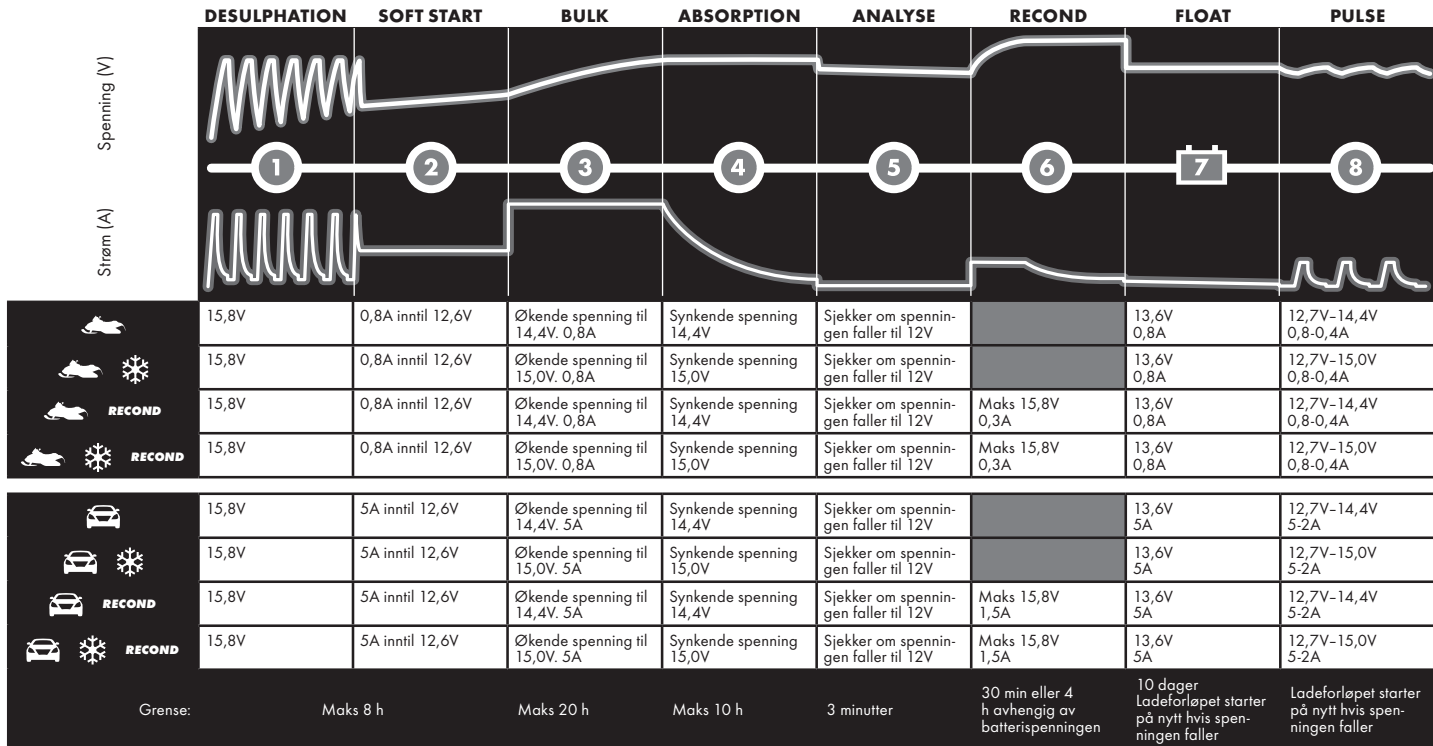 DESULPHATION SOFT START BULK ABSORPTION ANALYSE RECOND FLOAT PULSE
Spenning (V)
1 2 3 4 5 6 7 8
Strøm (A)
15,8V 0,8A inntil 12,6V Økende spenning til Synkende spenning Sjekker om spennin- 13,6V 12,7V–14,4V
14,4V. 0,8A 14,4V gen faller til 12V 0,8A 0,8-0,4A
15,8V 0,8A inntil 12,6V Økende spenning til Synkende spenning Sjekker om spennin- 13,6V 12,7V–15,0V
15,0V. 0,8A 15,0V gen faller til 12V 0,8A 0,8-0,4A
RECOND 15,8V 0,8A inntil 12,6V Økende spenning til Synkende spenning Sjekker om spennin- Maks 15,8V 13,6V 12,7V–14,4V
14,4V. 0,8A 14,4V gen faller til 12V 0,3A 0,8A 0,8-0,4A
RECOND 15,8V 0,8A inntil 12,6V Økende spenning til Synkende spenning Sjekker om spennin- Maks 15,8V 13,6V 12,7V–15,0V
15,0V. 0,8A 15,0V gen faller til 12V 0,3A 0,8A 0,8-0,4A
15,8V 5A inntil 12,6V Økende spenning til Synkende spenning Sjekker om spennin- 13,6V 12,7V–14,4V
14,4V. 5A 14,4V gen faller til 12V 5A 5-2A
15,8V 5A inntil 12,6V Økende spenning til Synkende spenning Sjekker om spennin- 13,6V 12,7V–15,0V
15,0V. 5A 15,0V gen faller til 12V 5A 5-2A
RECOND 15,8V 5A inntil 12,6V Økende spenning til Synkende spenning Sjekker om spennin- Maks 15,8V 13,6V 12,7V–14,4V
14,4V. 5A 14,4V gen faller til 12V 1,5A 5A 5-2A
RECOND 15,8V 5A inntil 12,6V Økende spenning til Synkende spenning Sjekker om spennin- Maks 15,8V 13,6V 12,7V–15,0V
15,0V. 5A 15,0V gen faller til 12V 1,5A 5A 5-2A
Grense: Maks 8 h Maks 20 h Maks 10 h 3 minutter
30 min eller 4
h avhengig av
batterispenningen
10 dager
Ladeforløpet starter
på nytt hvis spen-
ningen faller
Ladeforløpet starter
på nytt hvis spen-
ningen faller